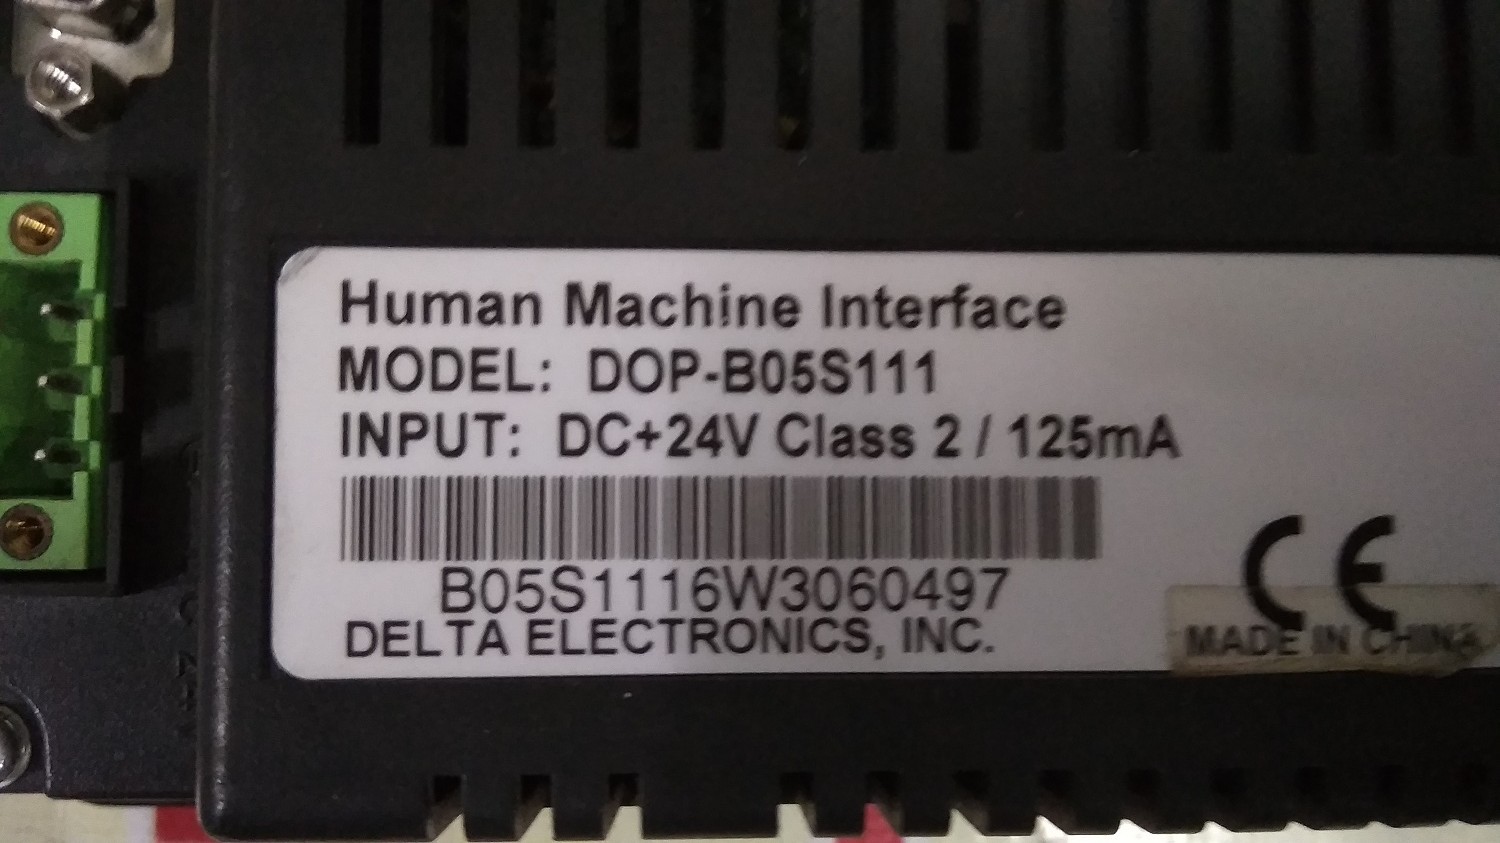 Human Machine Interface
MODEL: DOP-B05S111
INPUT: DC+24V Class 2 / 125mA
B05S1116W3060497
DELTA ELECTRONICS, INC.
CE
MADE IN CHINA